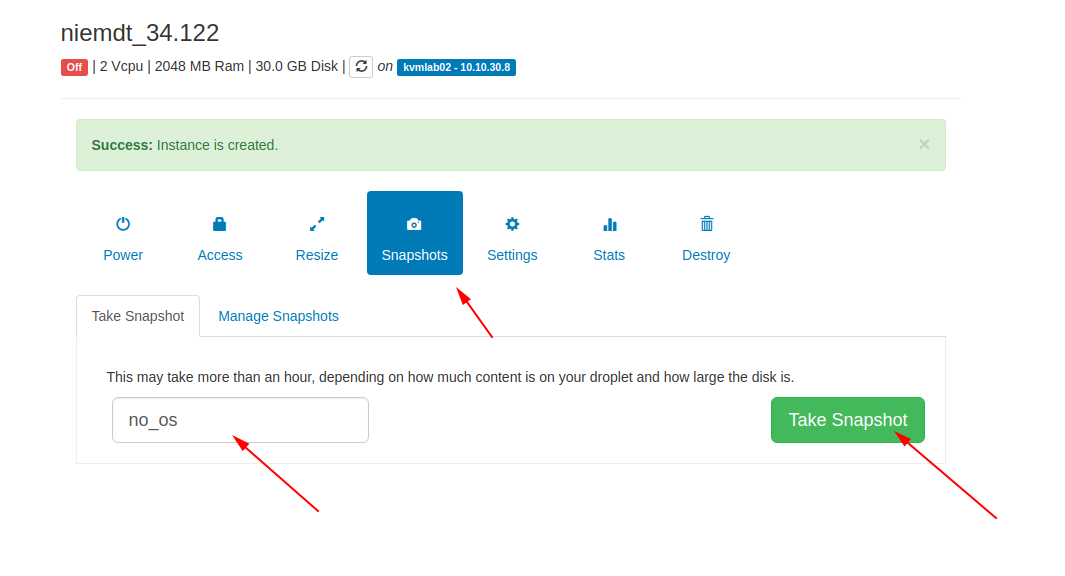 niemdt_34.122
Off | 2 Vcpu | 2048 MB Ram | 30.0 GB Disk | on kvmlab02 - 10.10.30.8
Success: Instance is created. ×
Power Access Resize Snapshots Settings Stats Destroy
Take Snapshot Manage Snapshots
This may take more than an hour, depending on how much content is on your droplet and how large the disk is.
no_os Take Snapshot